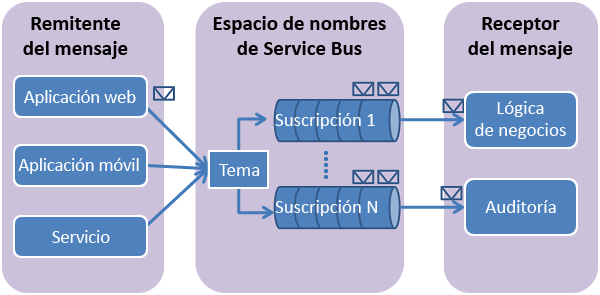 Remitente
del mensaje
Espacio de nombres
de Service Bus
Receptor
del mensaje
Aplicación web
Aplicación móvil
Servicio
Tema
Suscripción 1
Suscripción N
Lógica
de negocios
Auditoría